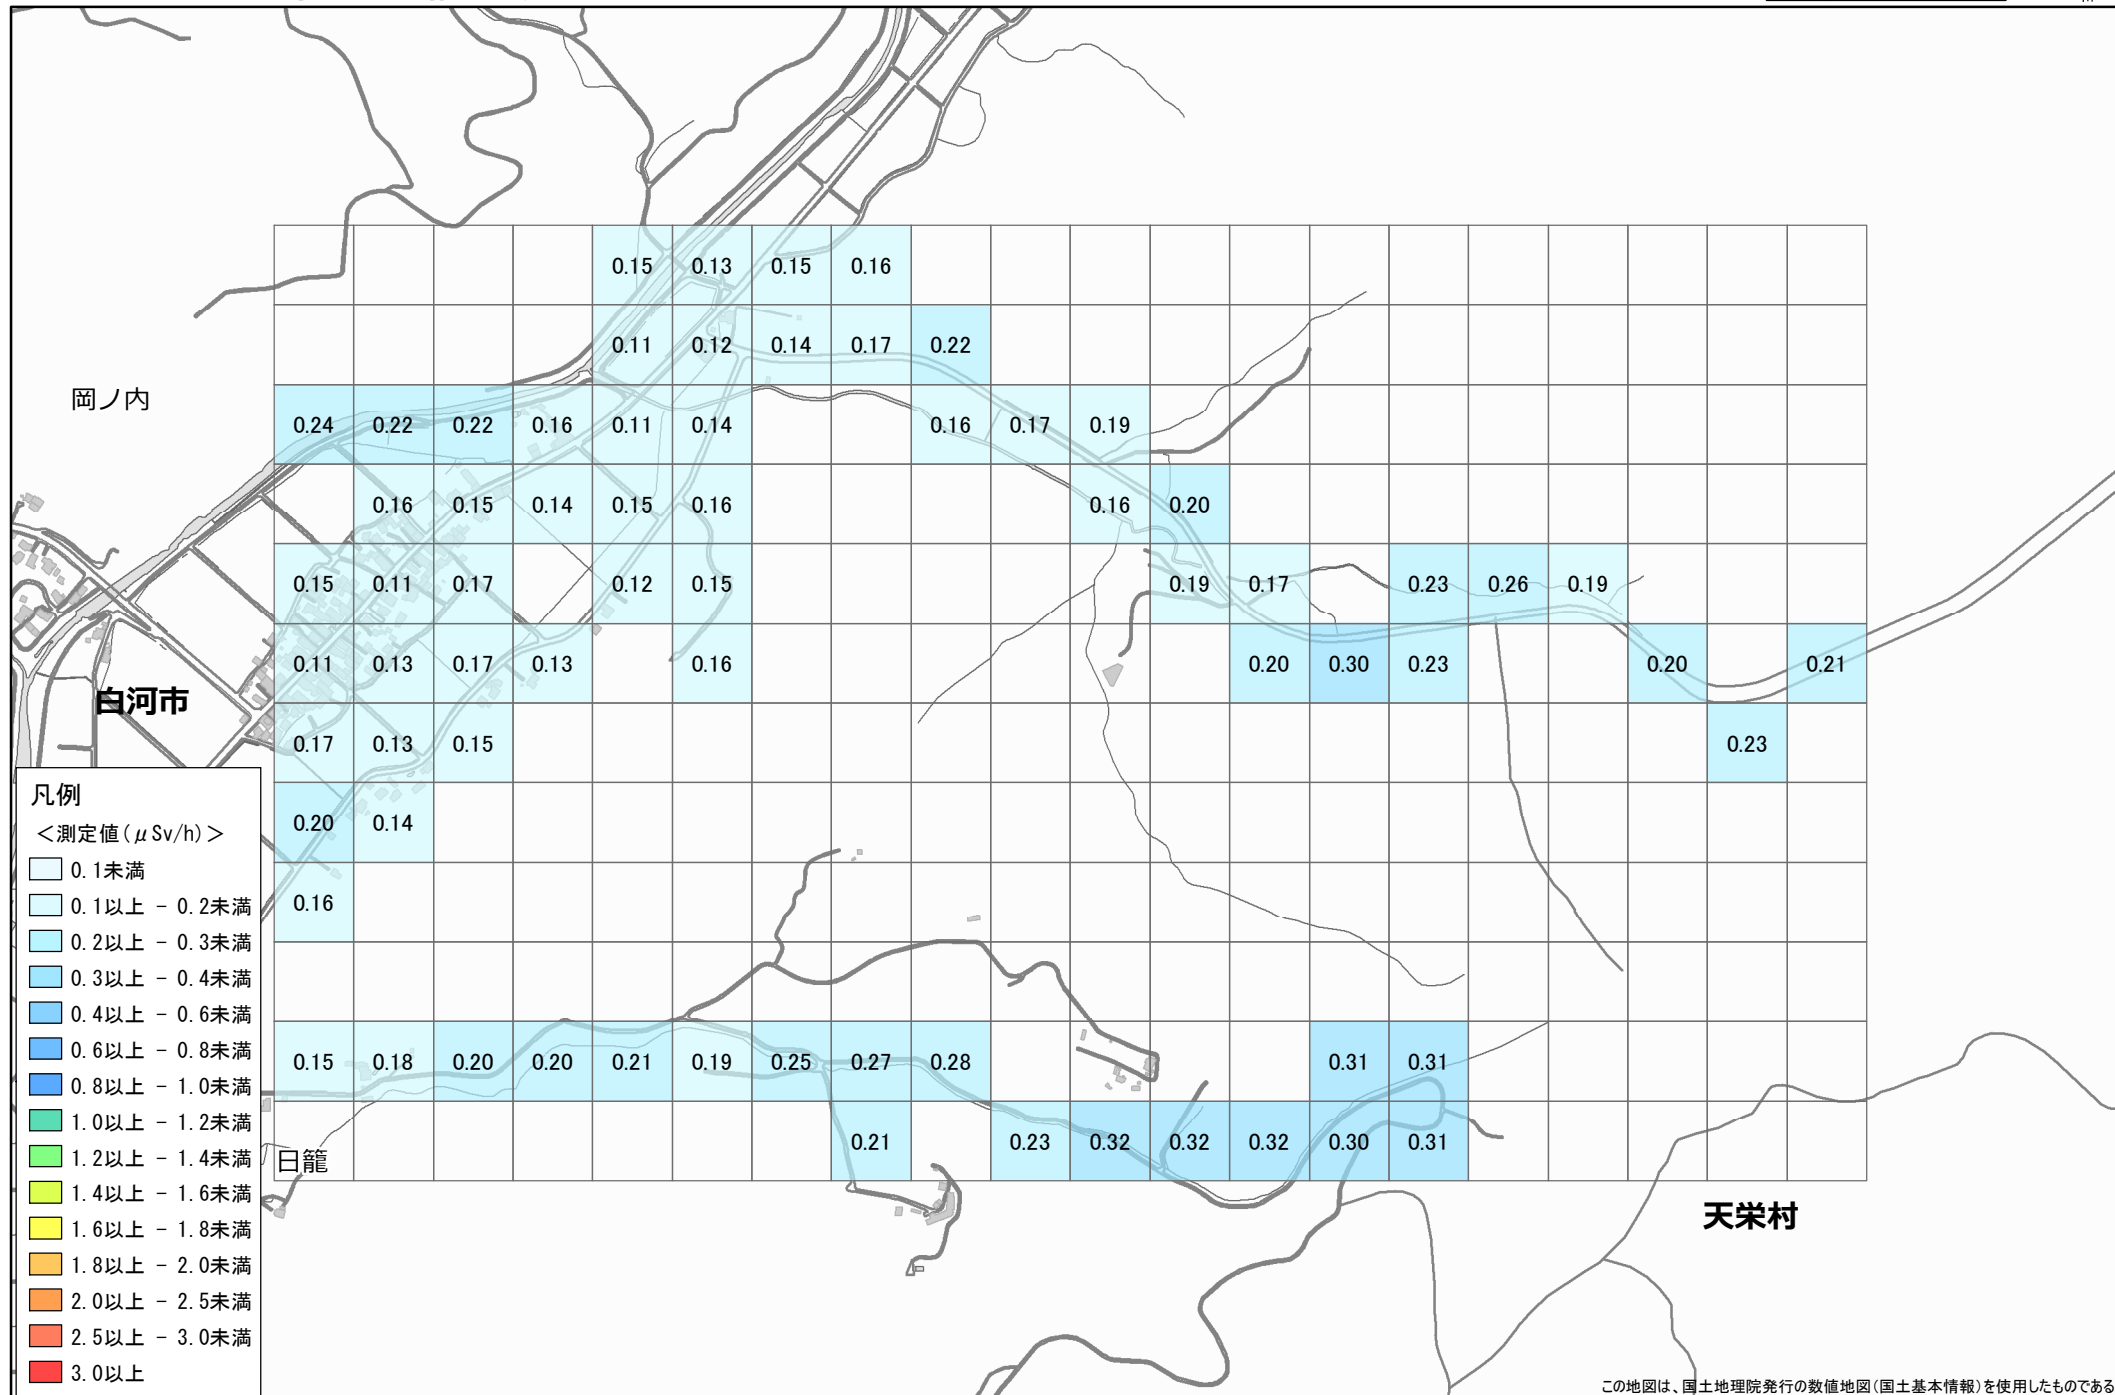 0.15 0.13 0.15 0.16
0.11 0.12 0.14 0.17 0.22
岡ノ内
0.24 0.22 0.22 0.16 0.11 0.14 0.16 0.17 0.19
0.16 0.15 0.14 0.15 0.16 0.16 0.20
0.15 0.11 0.17 0.12 0.15 0.19 0.17 0.23 0.26 0.19
0.11 0.13 0.17 0.13 0.16 0.20 0.30 0.23 0.20 0.21
白河市
0.17 0.13 0.15 0.23
0.20 0.14
0.16
0.15 0.18 0.20 0.20 0.21 0.19 0.25 0.27 0.28 0.31 0.31
0.21 0.23 0.32 0.32 0.32 0.30 0.31
日籠
天栄村
凡例
＜測定値(μSv/h)＞
0.1未満
0.1以上 － 0.2未満
0.2以上 － 0.3未満
0.3以上 － 0.4未満
0.4以上 － 0.6未満
0.6以上 － 0.8未満
0.8以上 － 1.0未満
1.0以上 － 1.2未満
1.2以上 － 1.4未満
1.4以上 － 1.6未満
1.6以上 － 1.8未満
1.8以上 － 2.0未満
2.0以上 － 2.5未満
2.5以上 － 3.0未満
3.0以上
この地図は、国土地理院発行の数値地図(国土基本情報)を使用したものである